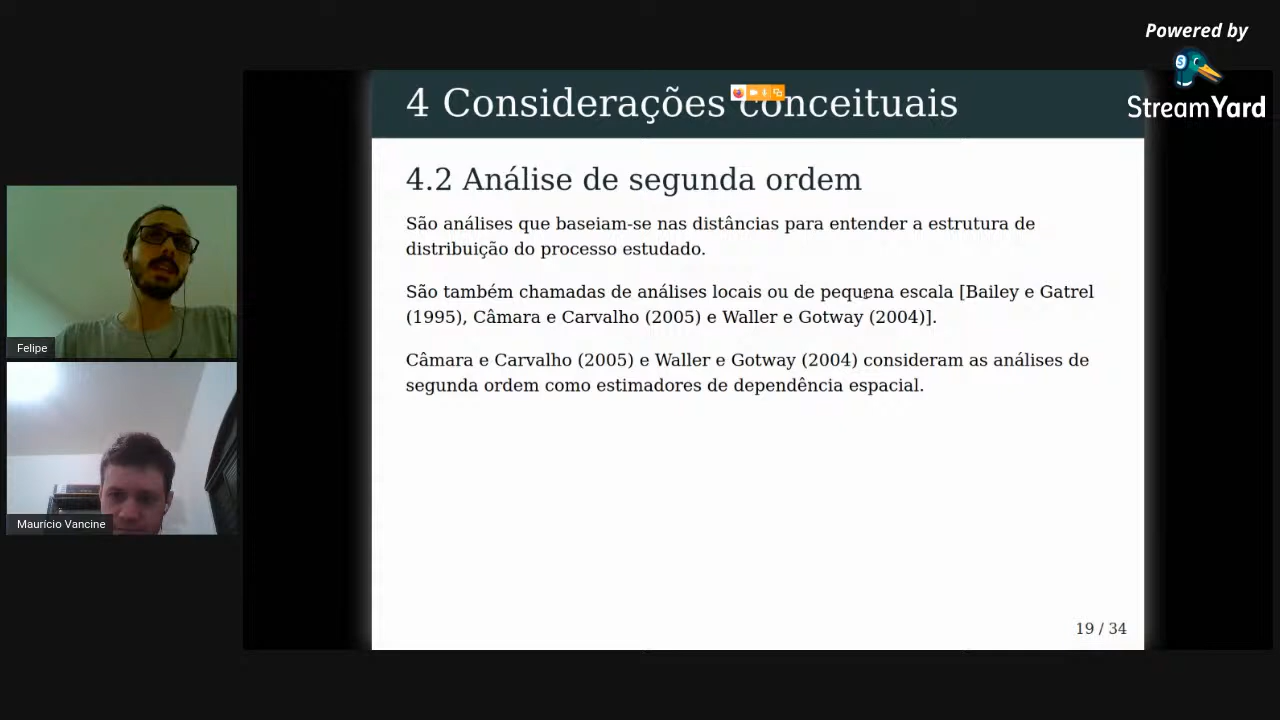 Powered by
StreamYard
4 Considerações conceituais
4.2 Análise de segunda ordem
São análises que baseiam-se nas distâncias para entender a estrutura de
distribuição do processo estudado.
São também chamadas de análises locais ou de pequena escala [Bailey e Gatrel
(1995), Câmara e Carvalho (2005) e Waller e Gotway (2004)].
Câmara e Carvalho (2005) e Waller e Gotway (2004) consideram as análises de
segunda ordem como estimadores de dependência espacial.
19 / 34
Felipe
Maurício Vancine